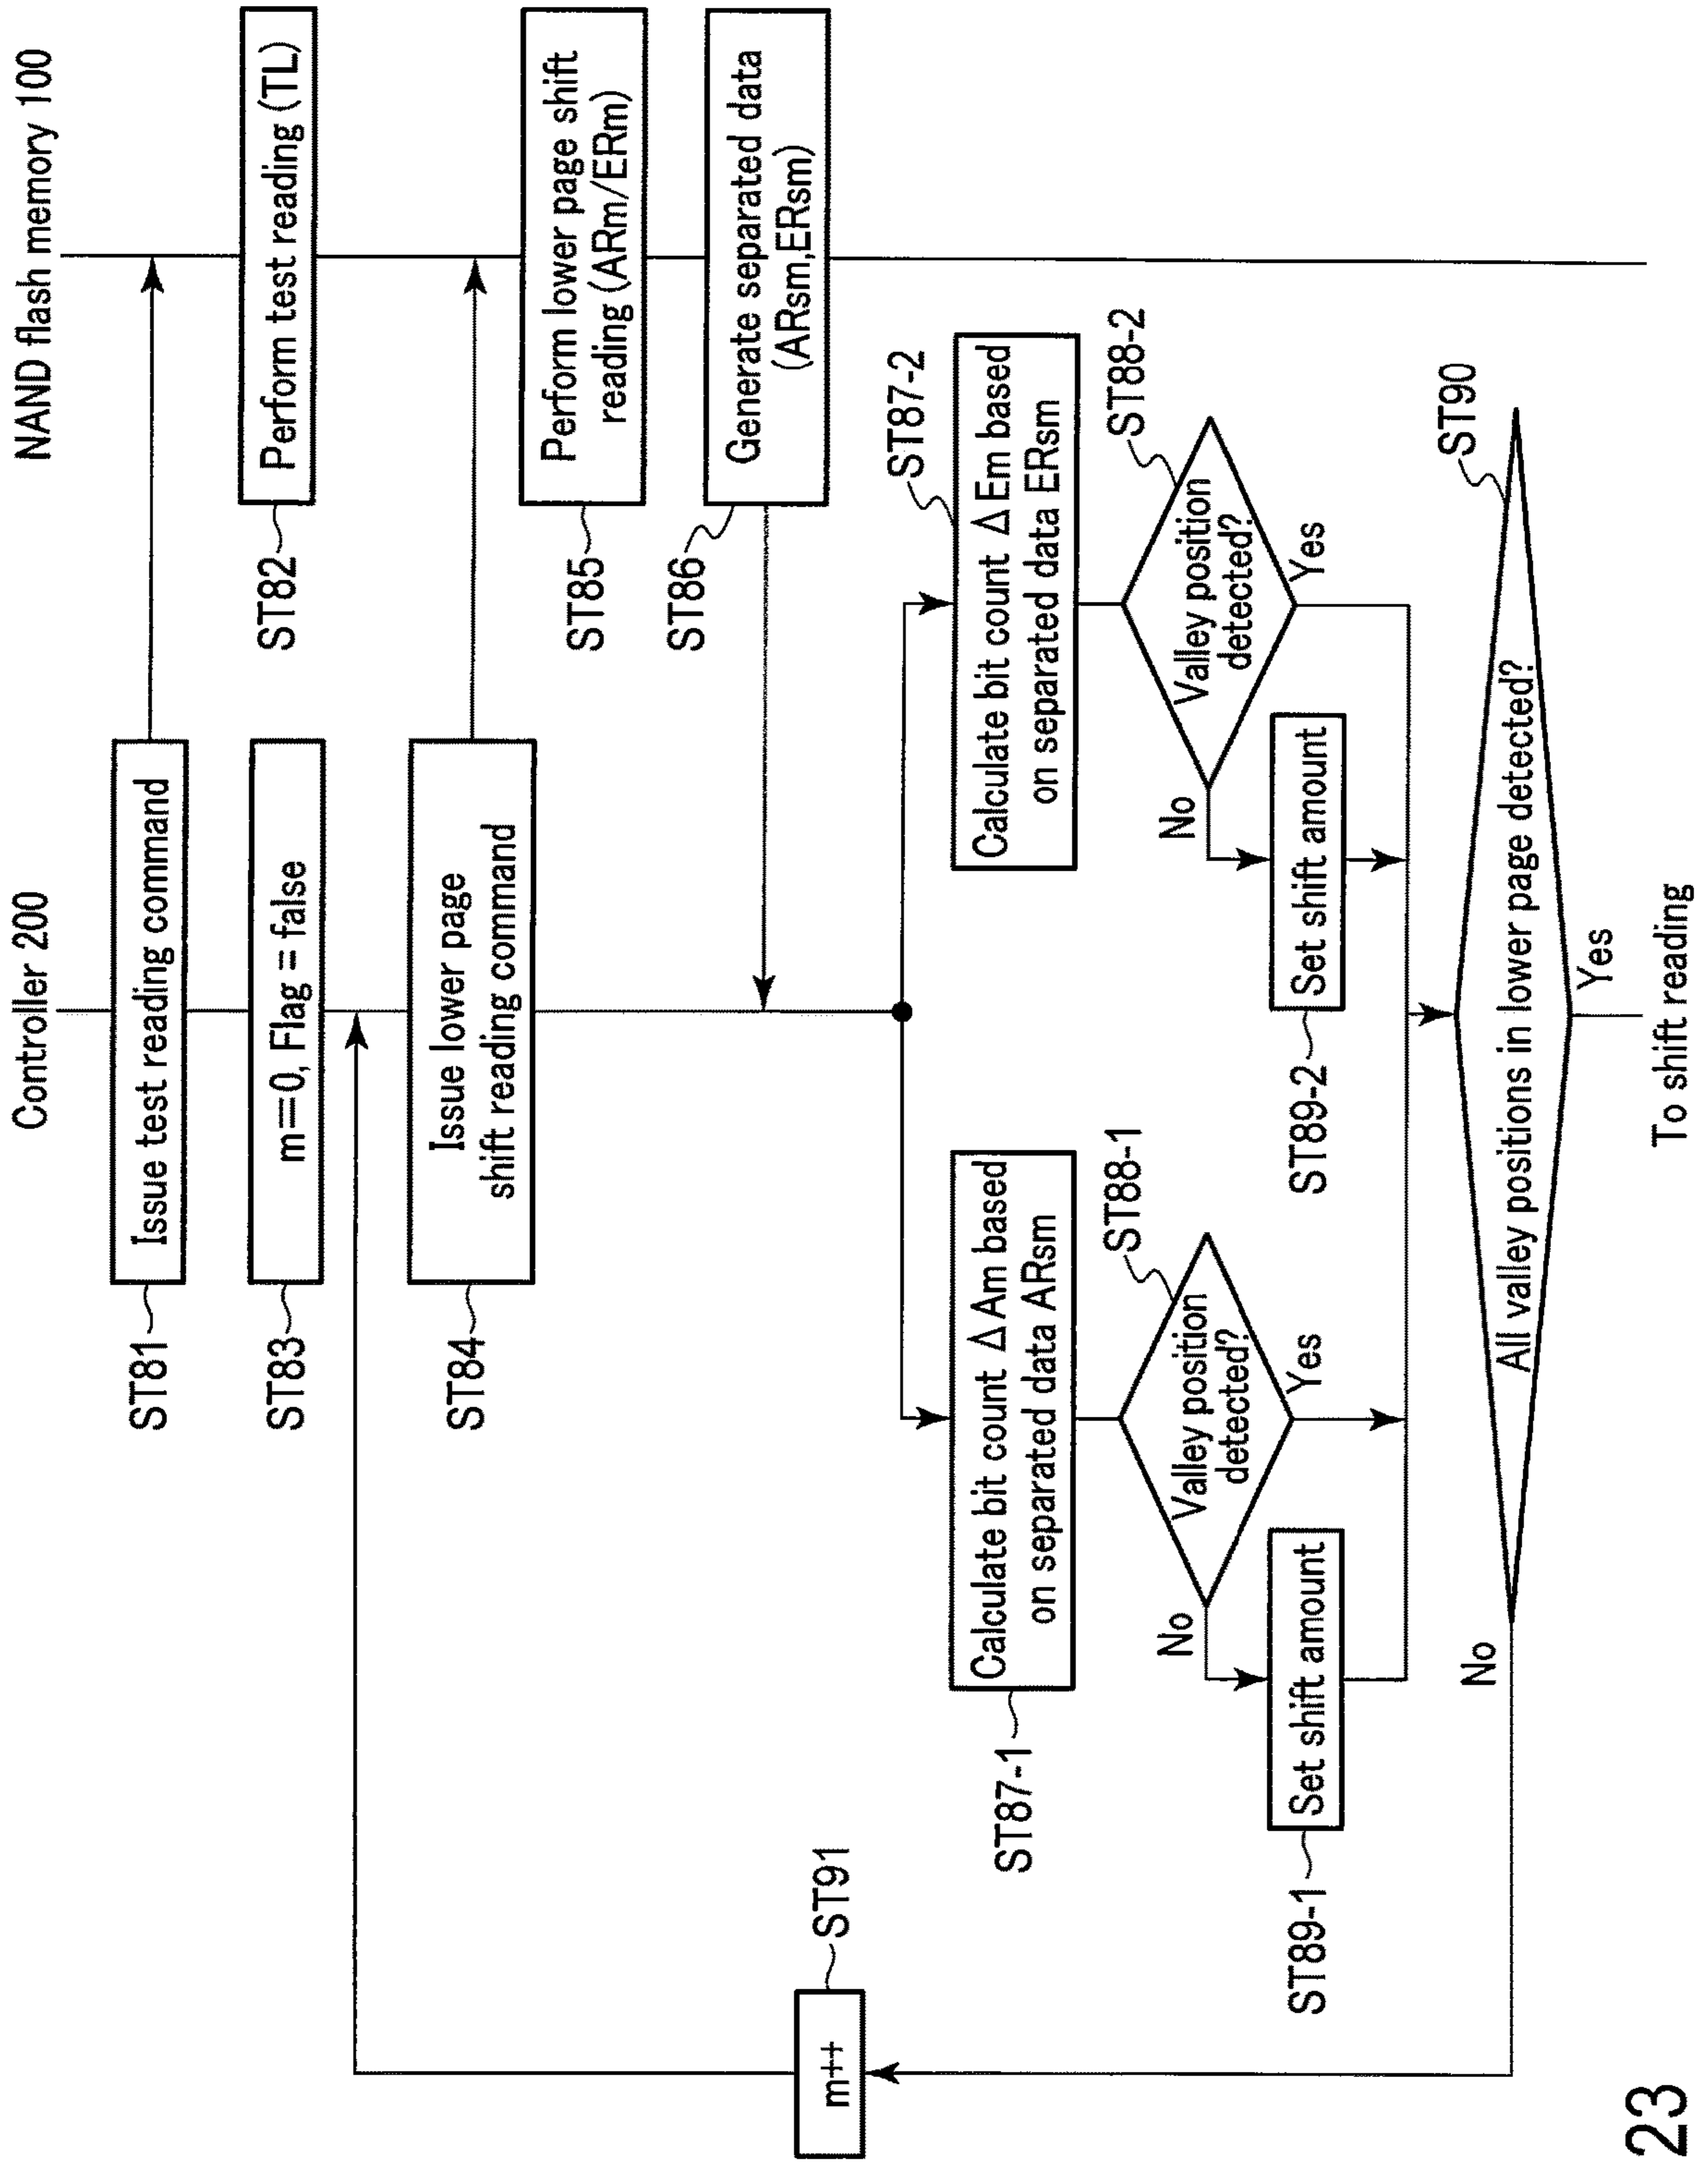 Controller 200
NAND flash memory 100
ST81
Issue test reading command
ST82
Perform test reading (TL)
ST83
m=0, Flag = false
ST84
Issue lower page
shift reading command
ST85
Perform lower page shift
reading (ARm/ERm)
ST86
Generate separated data
(ARsm,ERsm)
ST91
m++
ST87-1
Calculate bit count Δ Am based
on separated data ARsm
ST87-2
Calculate bit count Δ Em based
on separated data ERsm
ST88-1
Valley position
detected?
No
Yes
ST88-2
Valley position
detected?
No
Yes
ST89-1
Set shift amount
ST89-2
Set shift amount
ST90
All valley positions in lower page detected?
No
Yes
To shift reading
23